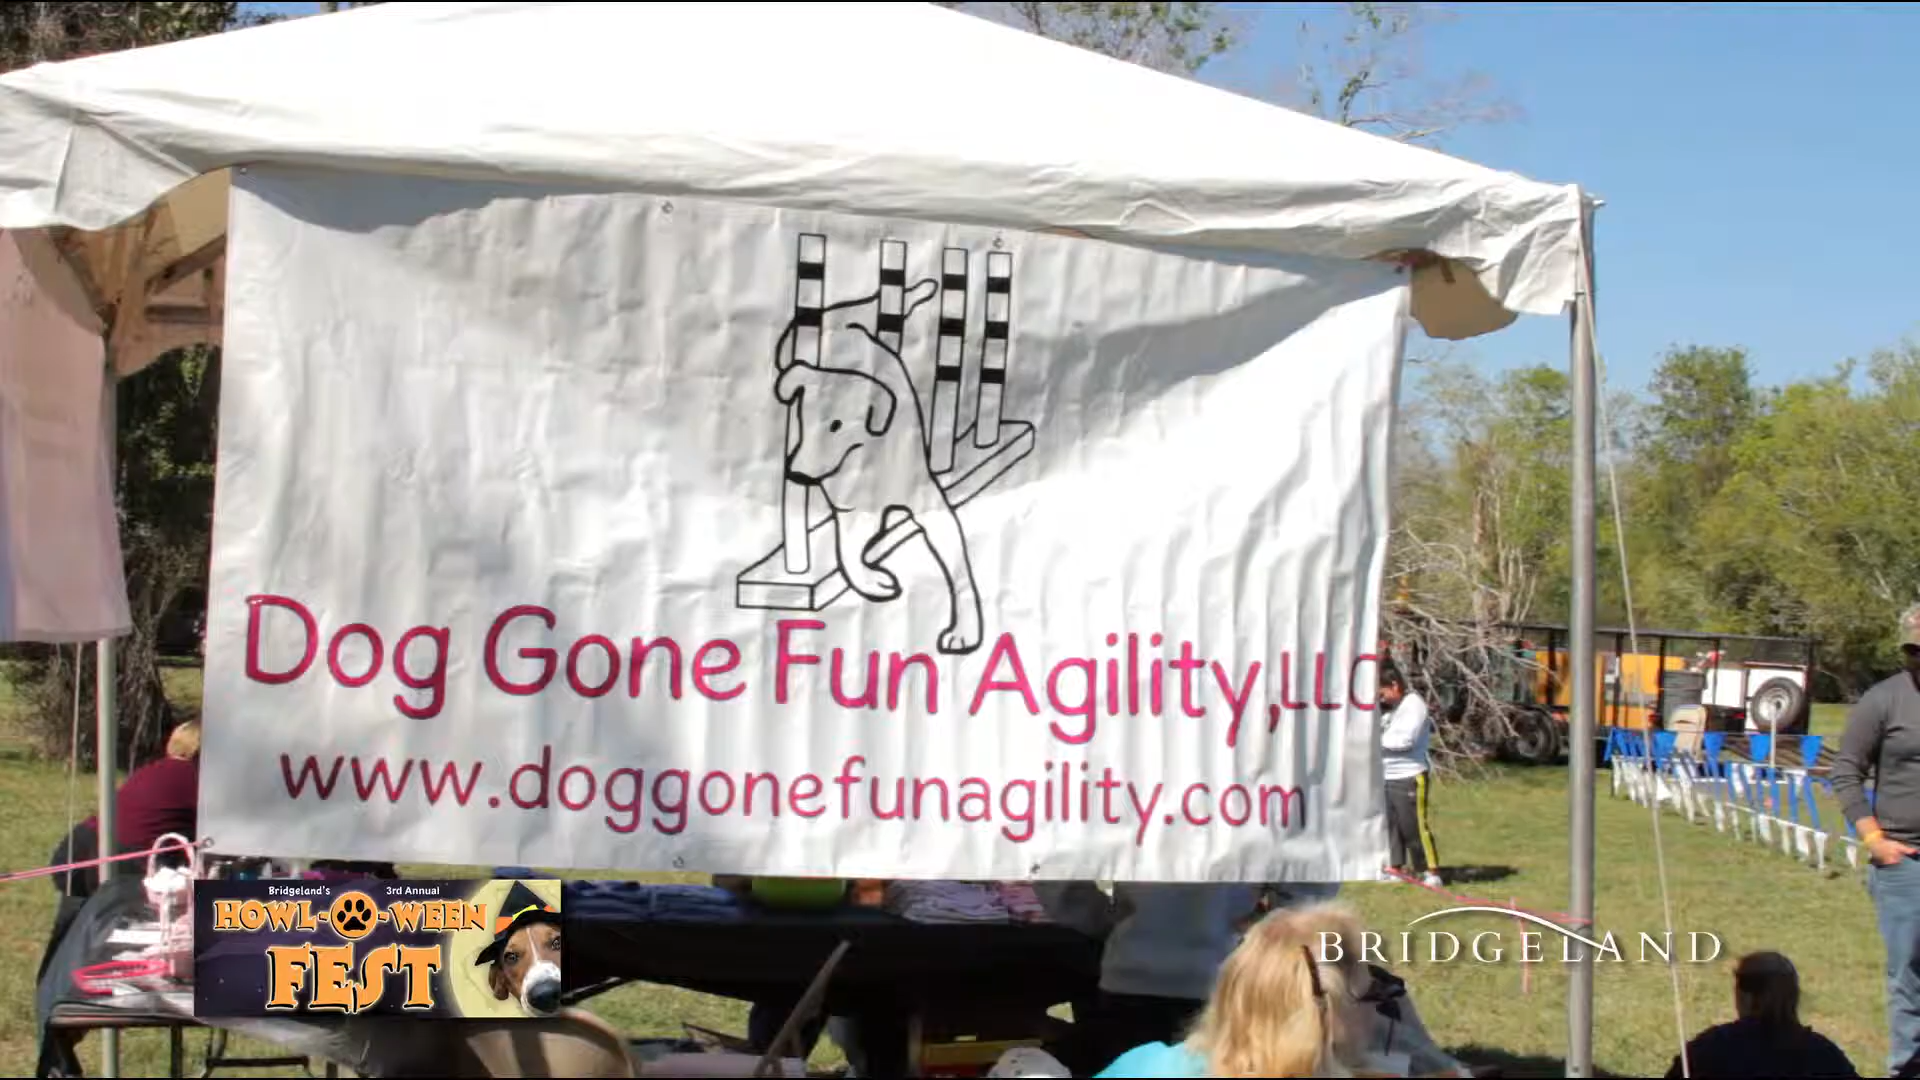 Dog Gone Fun Agility, LLC
www.doggonefunagility.com
Bridgeland's 3rd Annual
HOWL-O-WEEN
FEST
BRIDGELAND